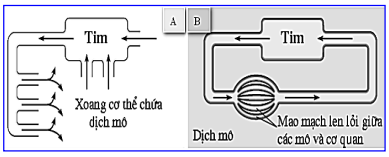 Tim
Xoang cơ thể chứa
dịch mô
A
B
Tim
Dịch mô
Mao mạch len lỏi giữa
các mô và cơ quan